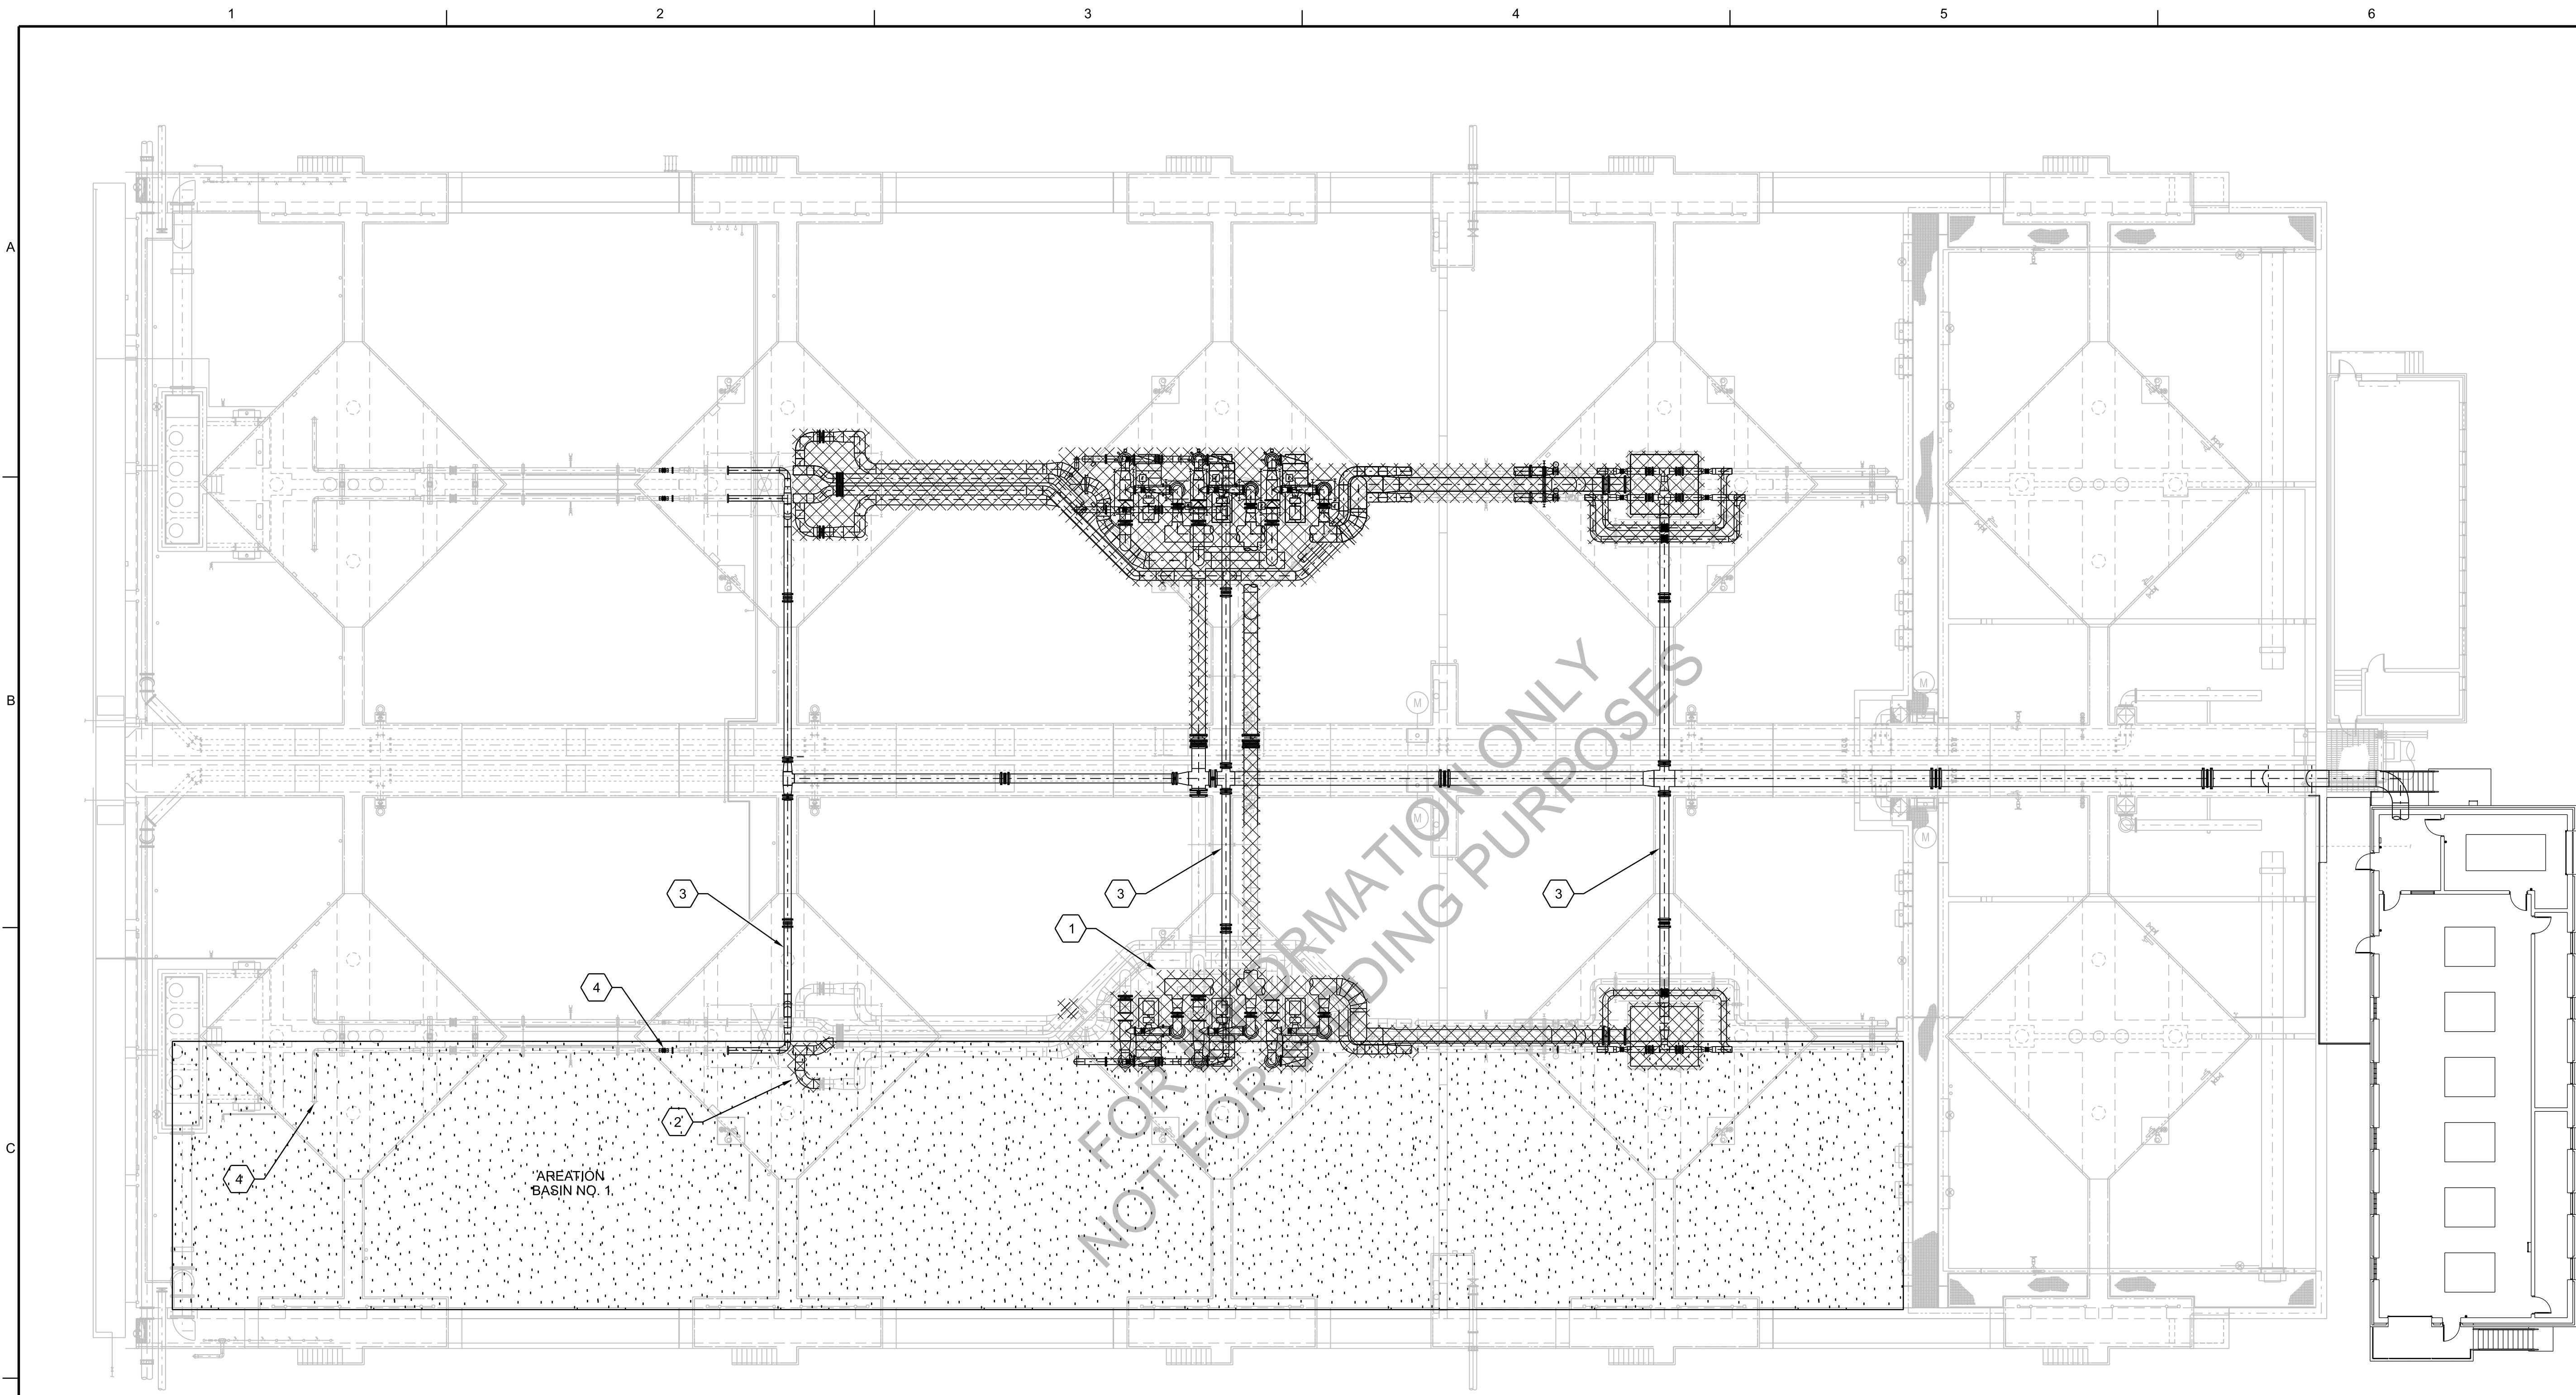 1
2
3
4
5
6
A
B
C
M
M
M
M
3
3
3
1
4
2
4
AREATION
BASIN NO. 1
FOR INFORMATION ONLY
NOT FOR BIDDING PURPOSES